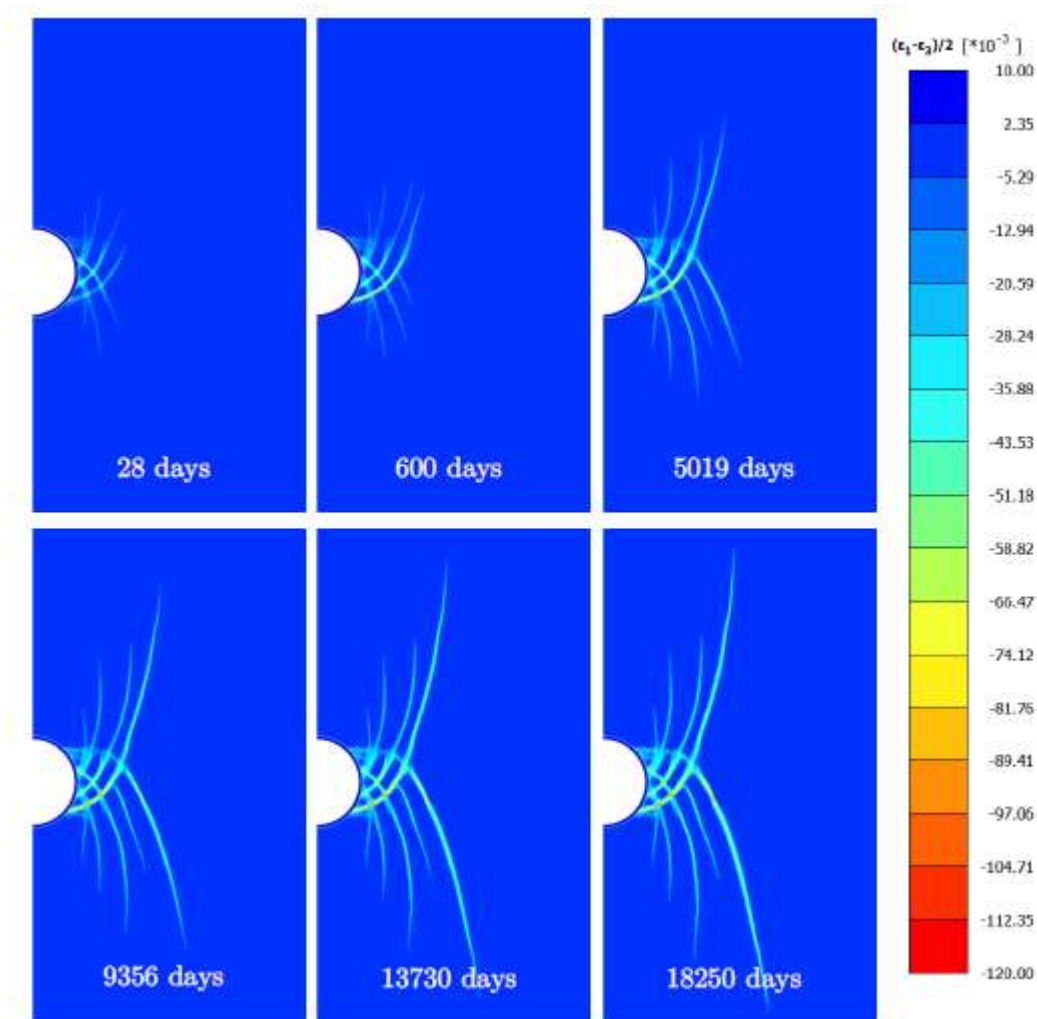 (ε₁-ε₃)/2 [*10⁻³ ]
10.00
2.35
-5.29
-12.94
-20.59
-28.24
-35.88
-43.53
-51.18
-58.82
-66.47
-74.12
-81.76
-89.41
-97.06
-104.71
-112.35
-120.00
28 days
600 days
5019 days
9356 days
13730 days
18250 days